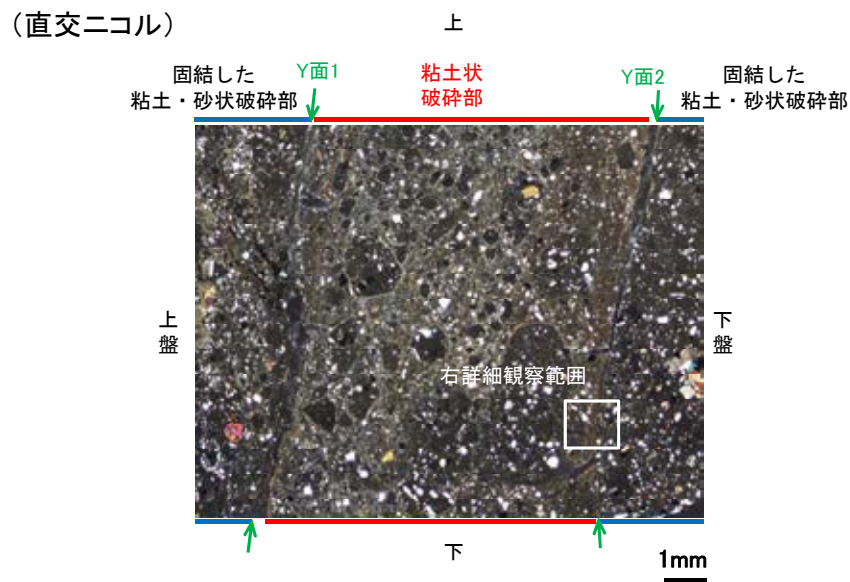 （直交ニコル）
上
固結した
粘土・砂状破砕部
Y面1
粘土状
破砕部
Y面2
固結した
粘土・砂状破砕部
上
盤
下
盤
右詳細観察範囲
下
1mm